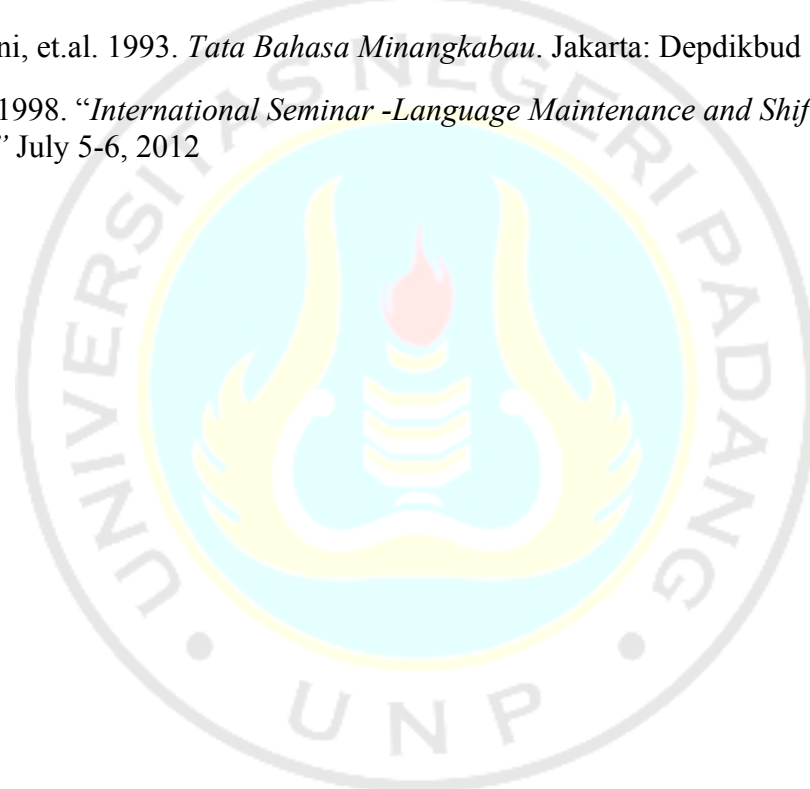 ni, et.al. 1993. Tata Bahasa Minangkabau. Jakarta: Depdikbud
1998. “International Seminar -Language Maintenance and Shif
” July 5-6, 2012
UNIVERSITAS NEGERI PADANG
• UNP •